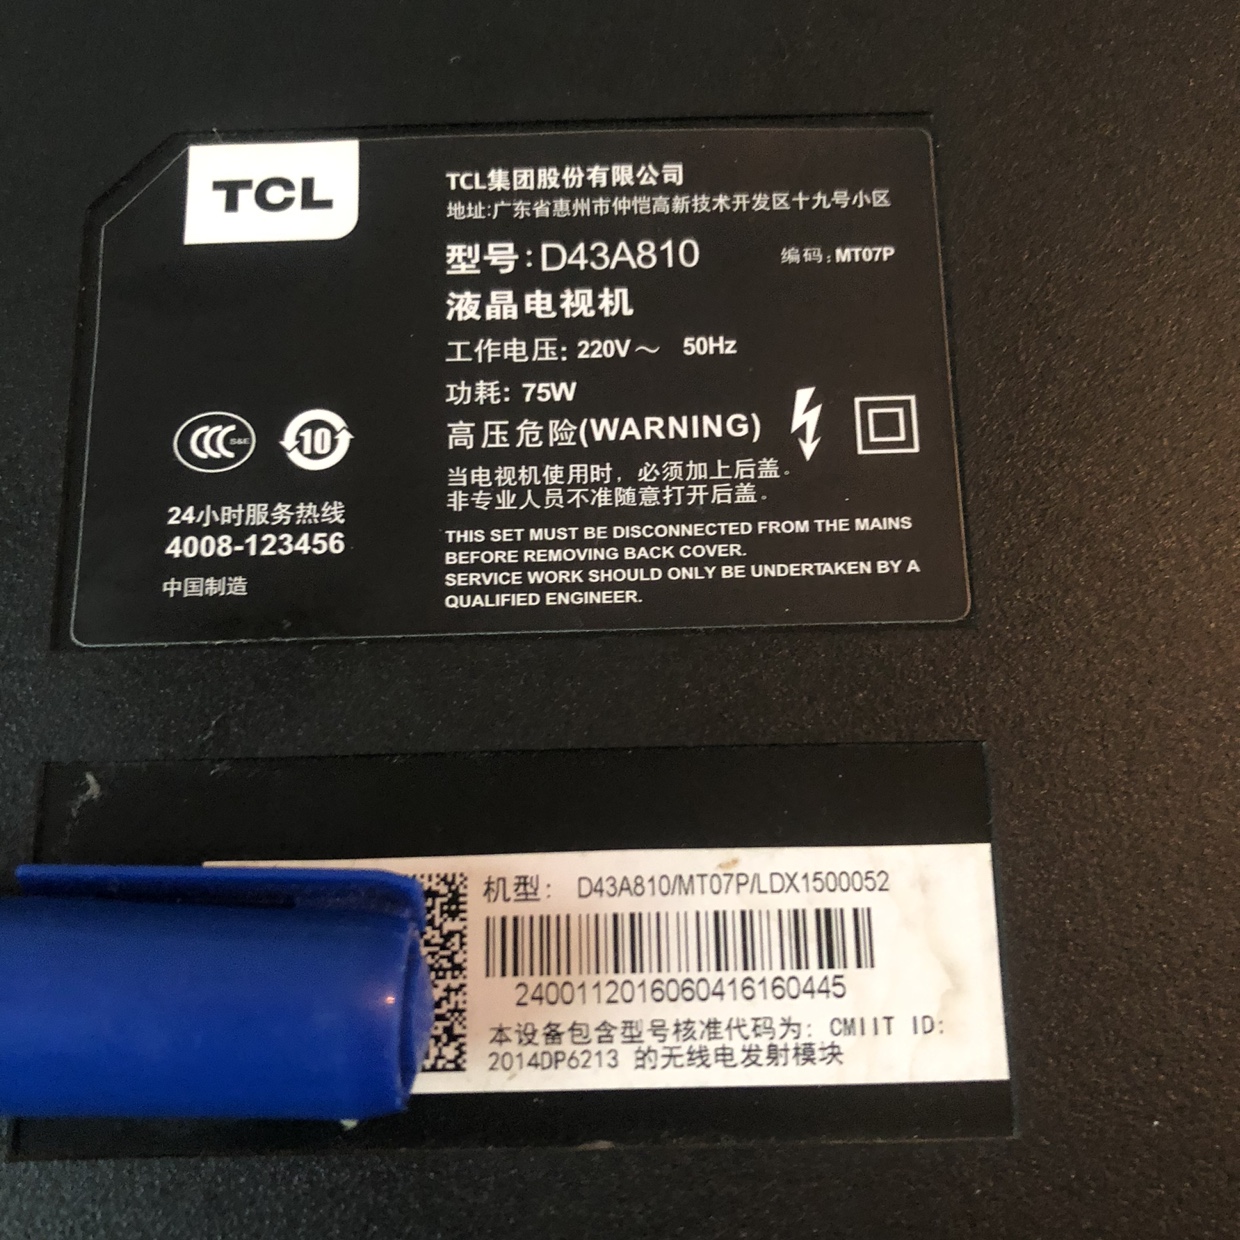 TCL
TCL集团股份有限公司
地址:广东省惠州市仲恺高新技术开发区十九号小区
型号:D43A810 编码:MT07P
液晶电视机
工作电压: 220V～ 50Hz
功耗: 75W
高压危险(WARNING)
当电视机使用时，必须加上后盖。
非专业人员不准随意打开后盖。
THIS SET MUST BE DISCONNECTED FROM THE MAINS
BEFORE REMOVING BACK COVER.
SERVICE WORK SHOULD ONLY BE UNDERTAKEN BY A
QUALIFIED ENGINEER.
CCC S&E
10
24小时服务热线
4008-123456
中国制造
机型: D43A810/MT07P/LDX1500052
2400112016060416160445
本设备包含型号核准代码为: CMIIT ID:
2014DP6213 的无线电发射模块